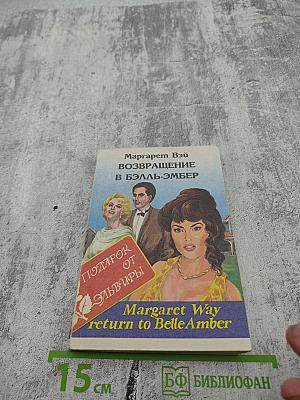 Маргарет Вэй
ВОЗВРАЩЕНИЕ
В БЭЛЛЬ-ЭМБЕР
ПОДАРОК
ОТ
ЭЛЬВИРЫ
Margaret Way
return to BelleAmber
15 см
БФ БИБЛИОФАН